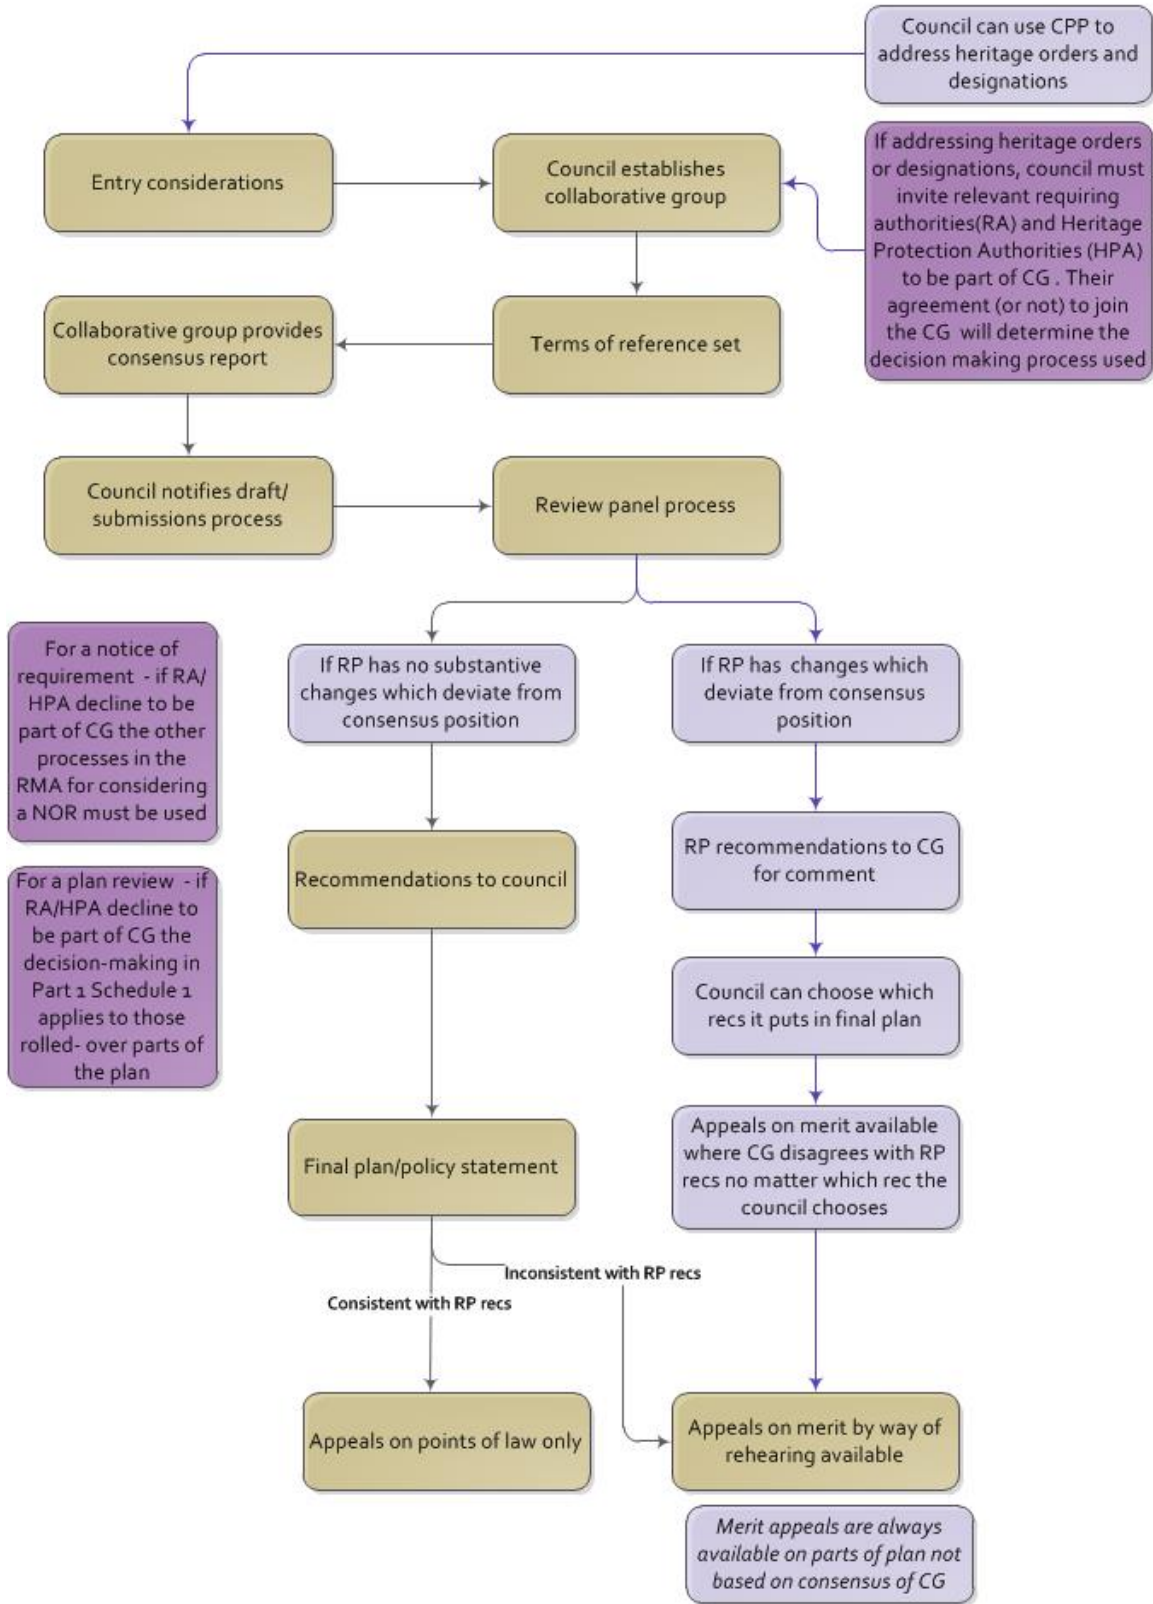 Council can use CPP to
address heritage orders and
designations
Entry considerations
Council establishes
collaborative group
If addressing heritage orders
or designations, council must
invite relevant requiring
authorities(RA) and Heritage
Protection Authorities (HPA)
to be part of CG . Their
agreement (or not) to join
the CG will determine the
decision making process used
Collaborative group provides
consensus report
Terms of reference set
Council notifies draft/
submissions process
Review panel process
For a notice of
requirement - if RA/
HPA decline to be
part of CG the other
processes in the
RMA for considering
a NOR must be used
If RP has no substantive
changes which deviate from
consensus position
If RP has changes which
deviate from consensus
position
Recommendations to council
RP recommendations to CG
for comment
For a plan review - if
RA/HPA decline to
be part of CG the
decision-making in
Part 1 Schedule 1
applies to those
rolled- over parts of
the plan
Council can choose which
recs it puts in final plan
Final plan/policy statement
Appeals on merit available
where CG disagrees with RP
recs no matter which rec the
council chooses
Inconsistent with RP recs
Consistent with RP recs
Appeals on points of law only
Appeals on merit by way of
rehearing available
Merit appeals are always
available on parts of plan not
based on consensus of CG